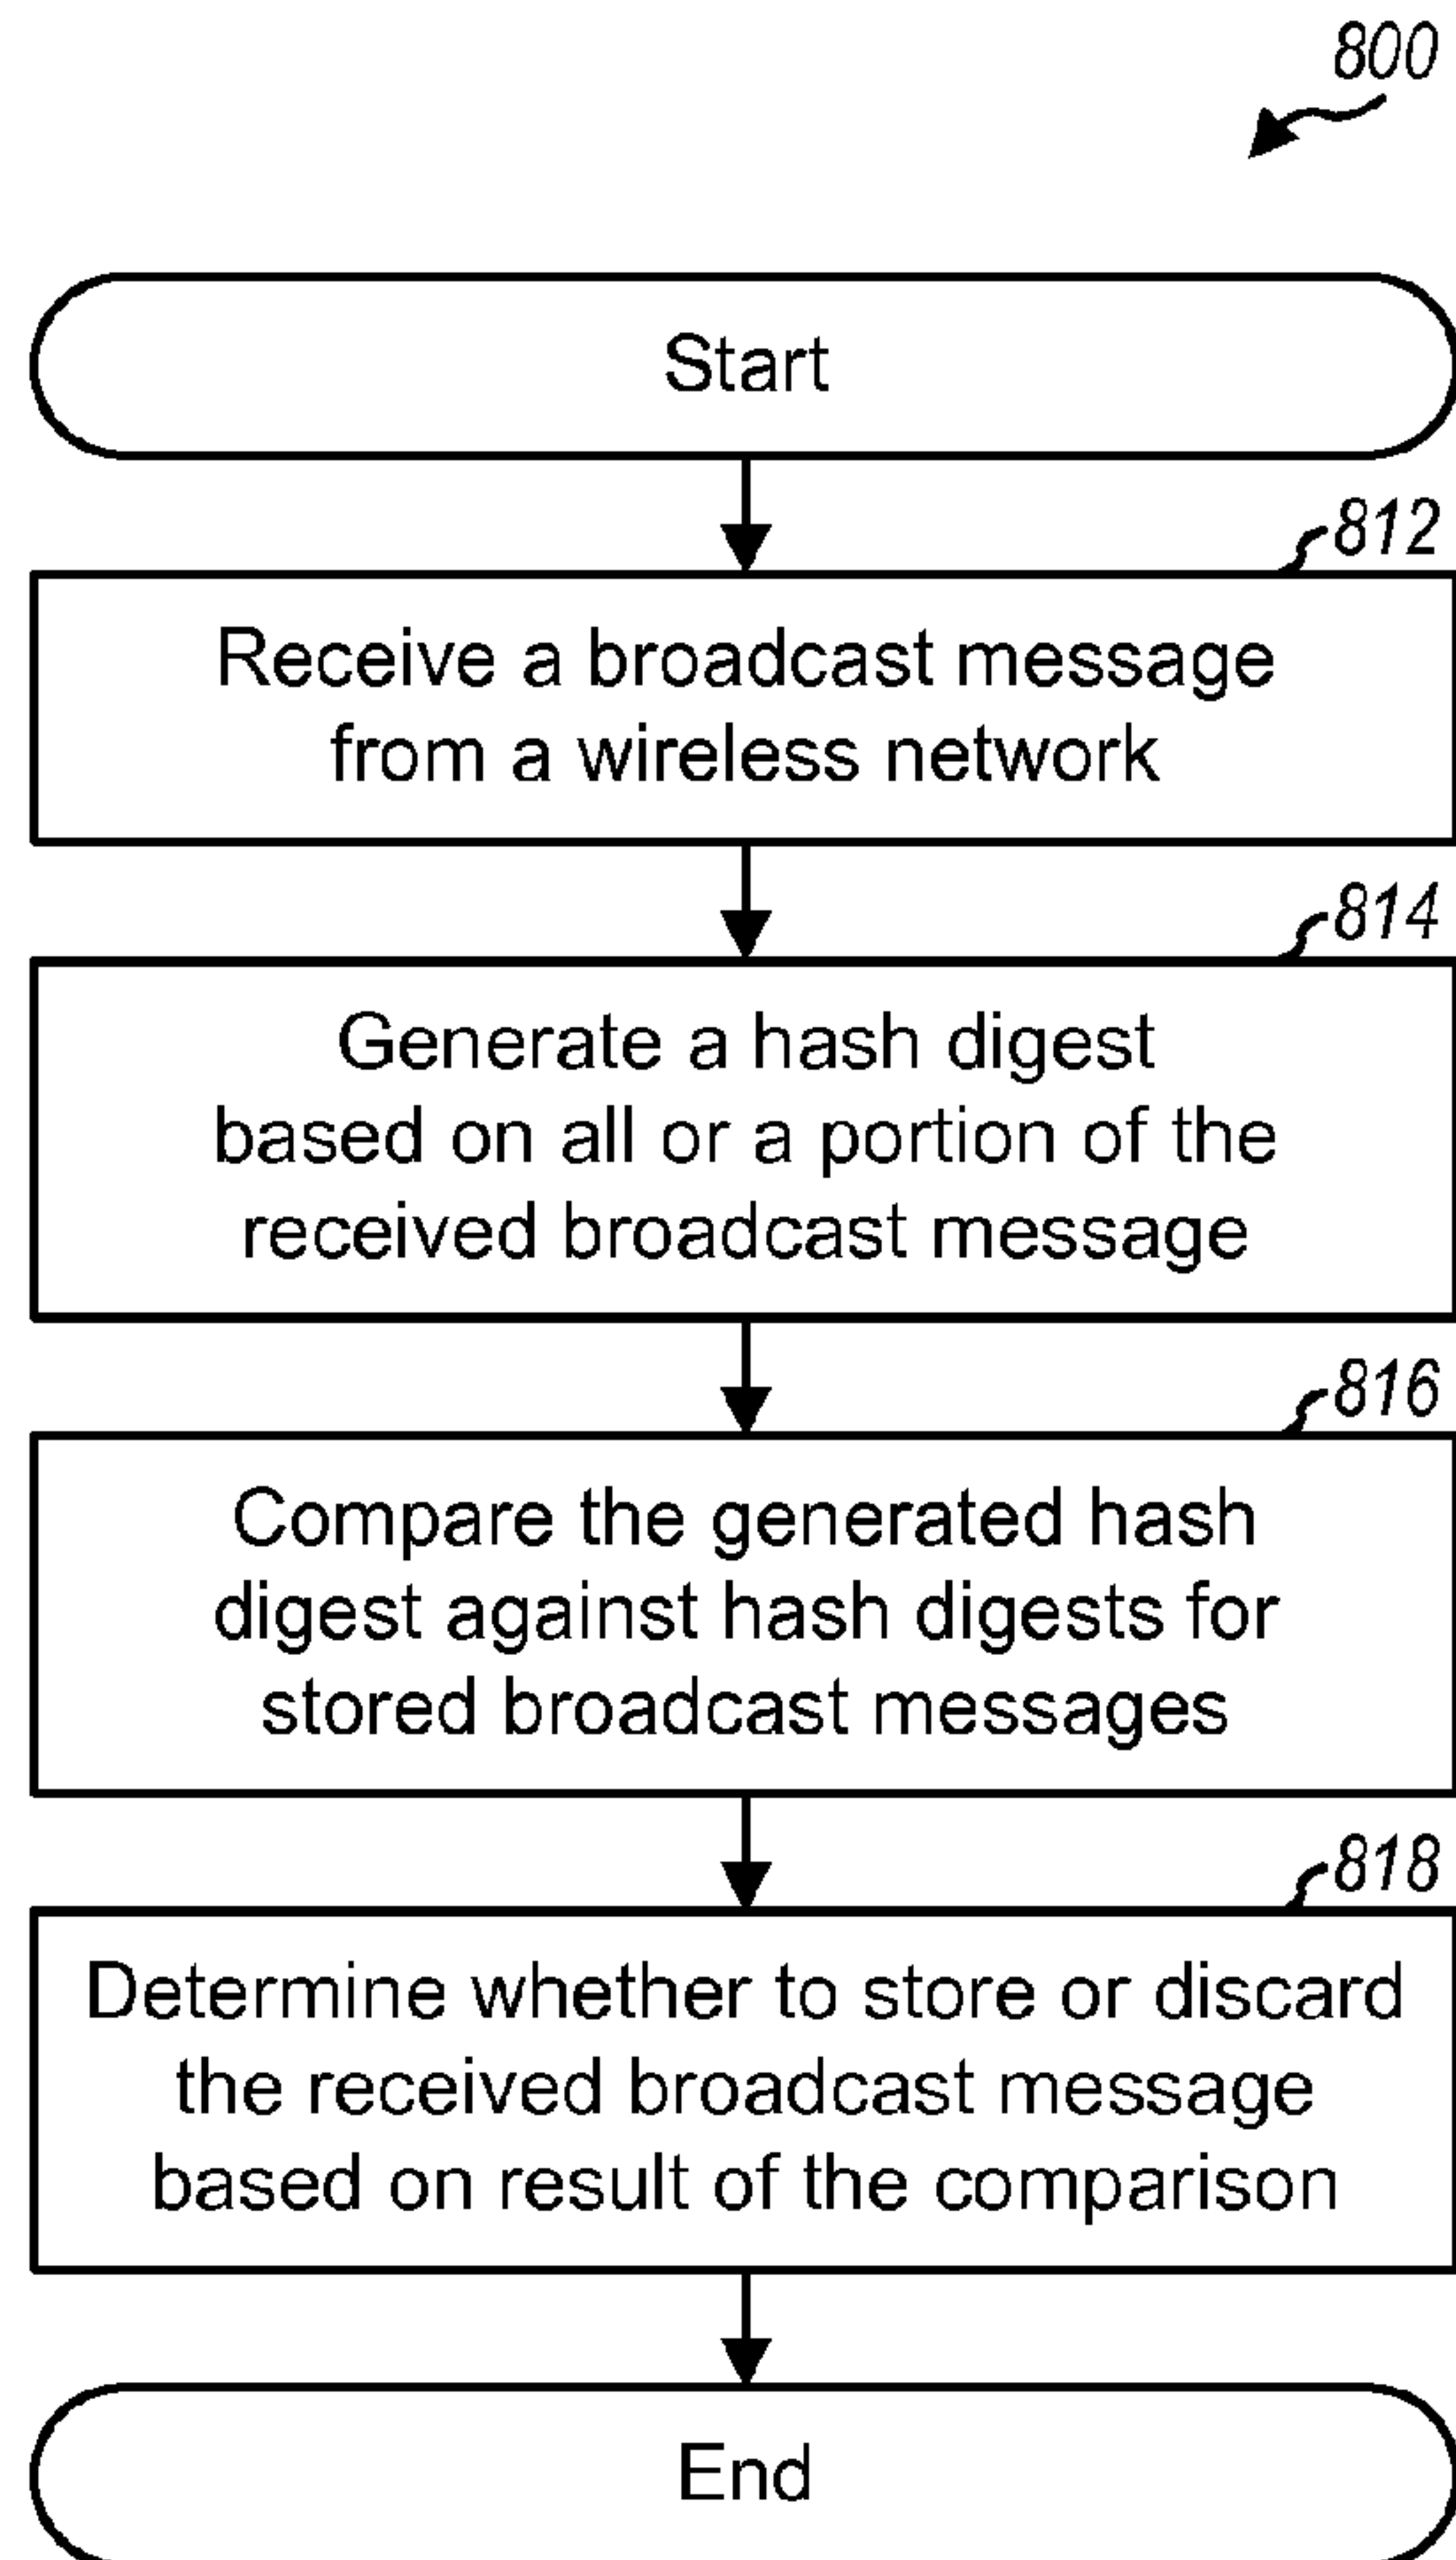 800
Start
812
Receive a broadcast message
from a wireless network
814
Generate a hash digest
based on all or a portion of the
received broadcast message
816
Compare the generated hash
digest against hash digests for
stored broadcast messages
818
Determine whether to store or discard
the received broadcast message
based on result of the comparison
End